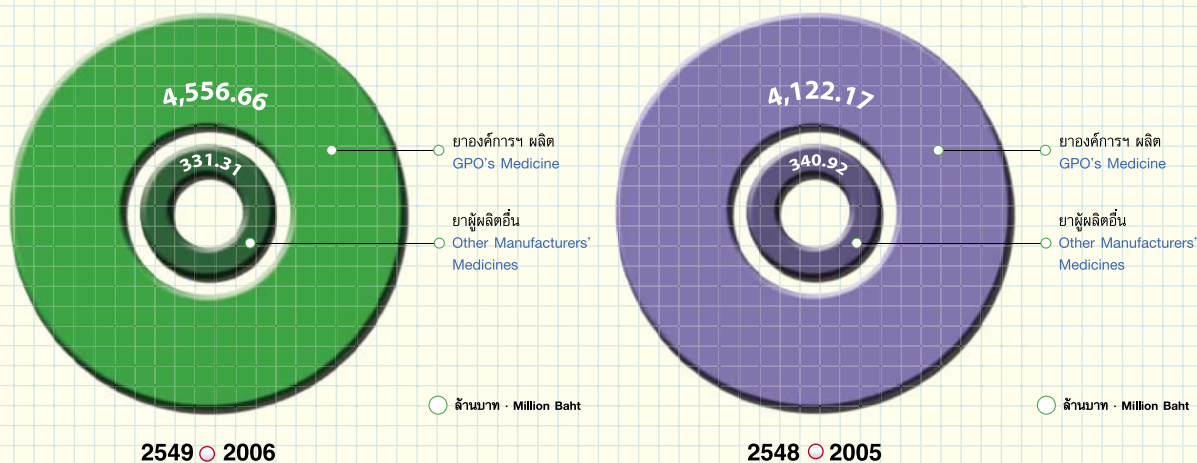 4,556.66
331.31
ยาองค์การฯ ผลิต
GPO's Medicine
ยาผู้ผลิตอื่น
Other Manufacturers'
Medicines
ล้านบาท · Million Baht
2549 2006
4,122.17
340.92
ยาองค์การฯ ผลิต
GPO's Medicine
ยาผู้ผลิตอื่น
Other Manufacturers'
Medicines
ล้านบาท · Million Baht
2548 2005